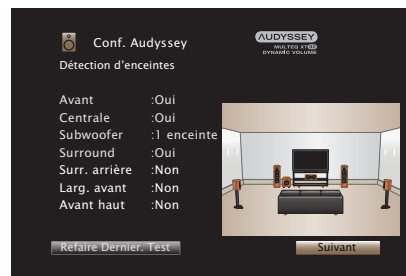 Conf. Audyssey
AUDYSSEY
MULTEQ XT32
DYNAMIC VOLUME
Détection d'enceintes
Avant :Oui
Centrale :Oui
Subwoofer :1 enceinte
Surround :Oui
Surr. arrière :Non
Larg. avant :Non
Avant haut :Non
Refaire Dernier. Test
Suivant